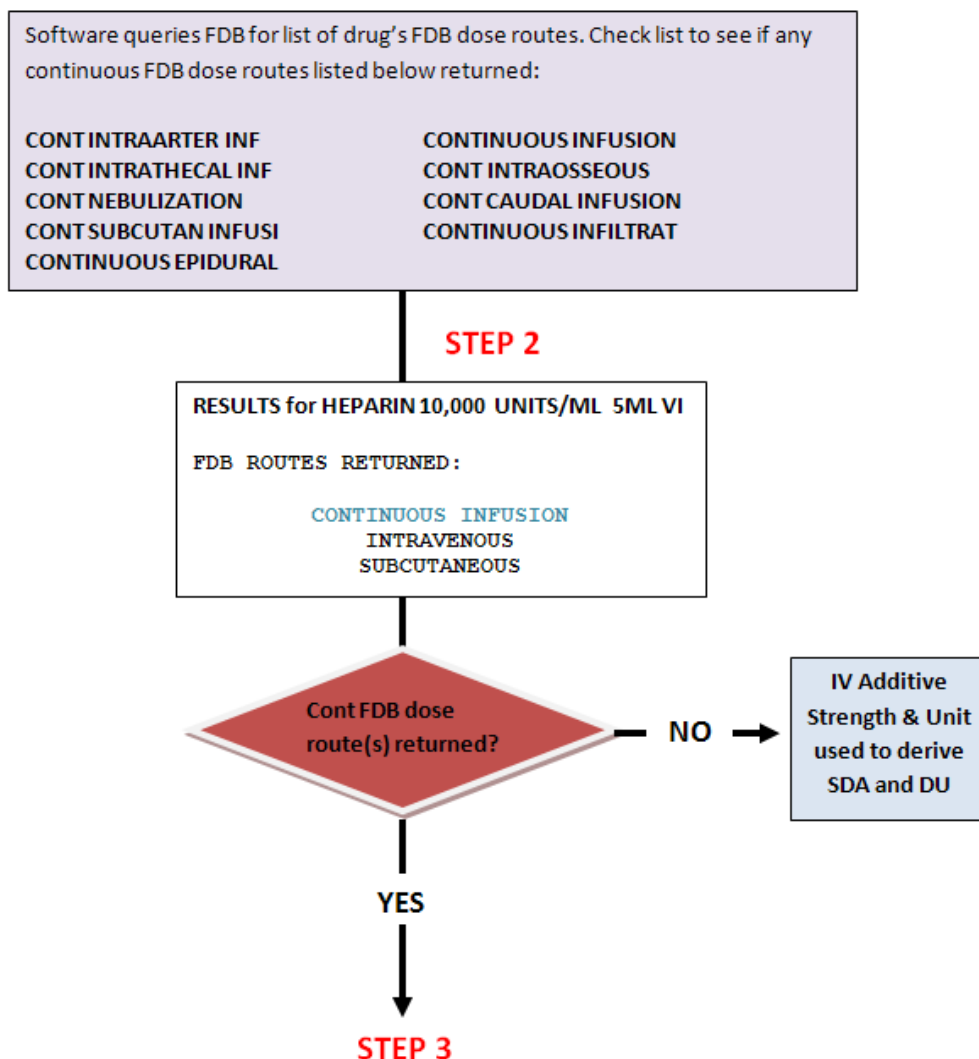 Software queries FDB for list of drug's FDB dose routes. Check list to see if any
continuous FDB dose routes listed below returned:
CONT INTRAARTER INF
CONT INTRATHECAL INF
CONT NEBULIZATION
CONT SUBCUTAN INFUSI
CONTINUOUS EPIDURAL
CONTINUOUS INFUSION
CONT INTRAOSSEOUS
CONT CAUDAL INFUSION
CONTINUOUS INFILTRAT
STEP 2
RESULTS for HEPARIN 10,000 UNITS/ML 5ML VI
FDB ROUTES RETURNED:
CONTINUOUS INFUSION
INTRAVENOUS
SUBCUTANEOUS
Cont FDB dose
route(s) returned?
NO
IV Additive
Strength & Unit
used to derive
SDA and DU
YES
STEP 3